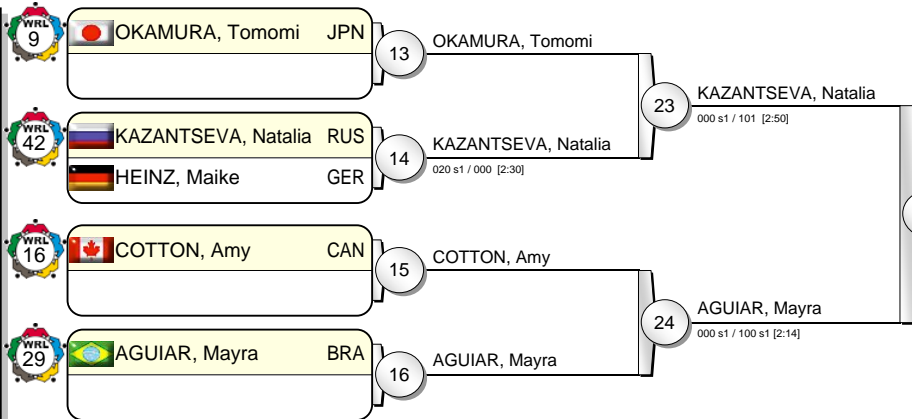 WRL
9
OKAMURA, Tomomi JPN
13
OKAMURA, Tomomi
23
KAZANTSEVA, Natalia
000 s1 / 101 [2:50]
WRL
42
KAZANTSEVA, Natalia RUS
HEINZ, Maike GER
14
KAZANTSEVA, Natalia
020 s1 / 000 [2:30]
WRL
16
COTTON, Amy CAN
15
COTTON, Amy
24
AGUIAR, Mayra
000 s1 / 100 s1 [2:14]
WRL
29
AGUIAR, Mayra BRA
16
AGUIAR, Mayra